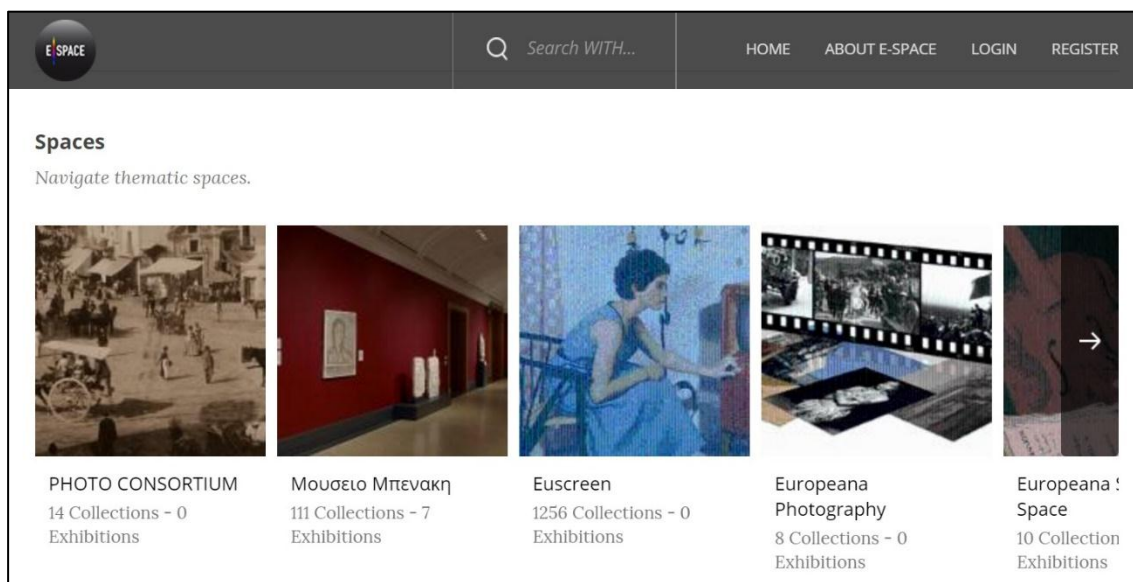 E SPACE
Search WITH...
HOME ABOUT E-SPACE LOGIN REGISTER
Spaces
Navigate thematic spaces.
PHOTO CONSORTIUM
14 Collections - 0
Exhibitions
Μουσειο Μπενακη
111 Collections - 7
Exhibitions
Euscreen
1256 Collections - 0
Exhibitions
Europeana
Photography
8 Collections - 0
Exhibitions
Europeana
Space
10 Collection
Exhibitions